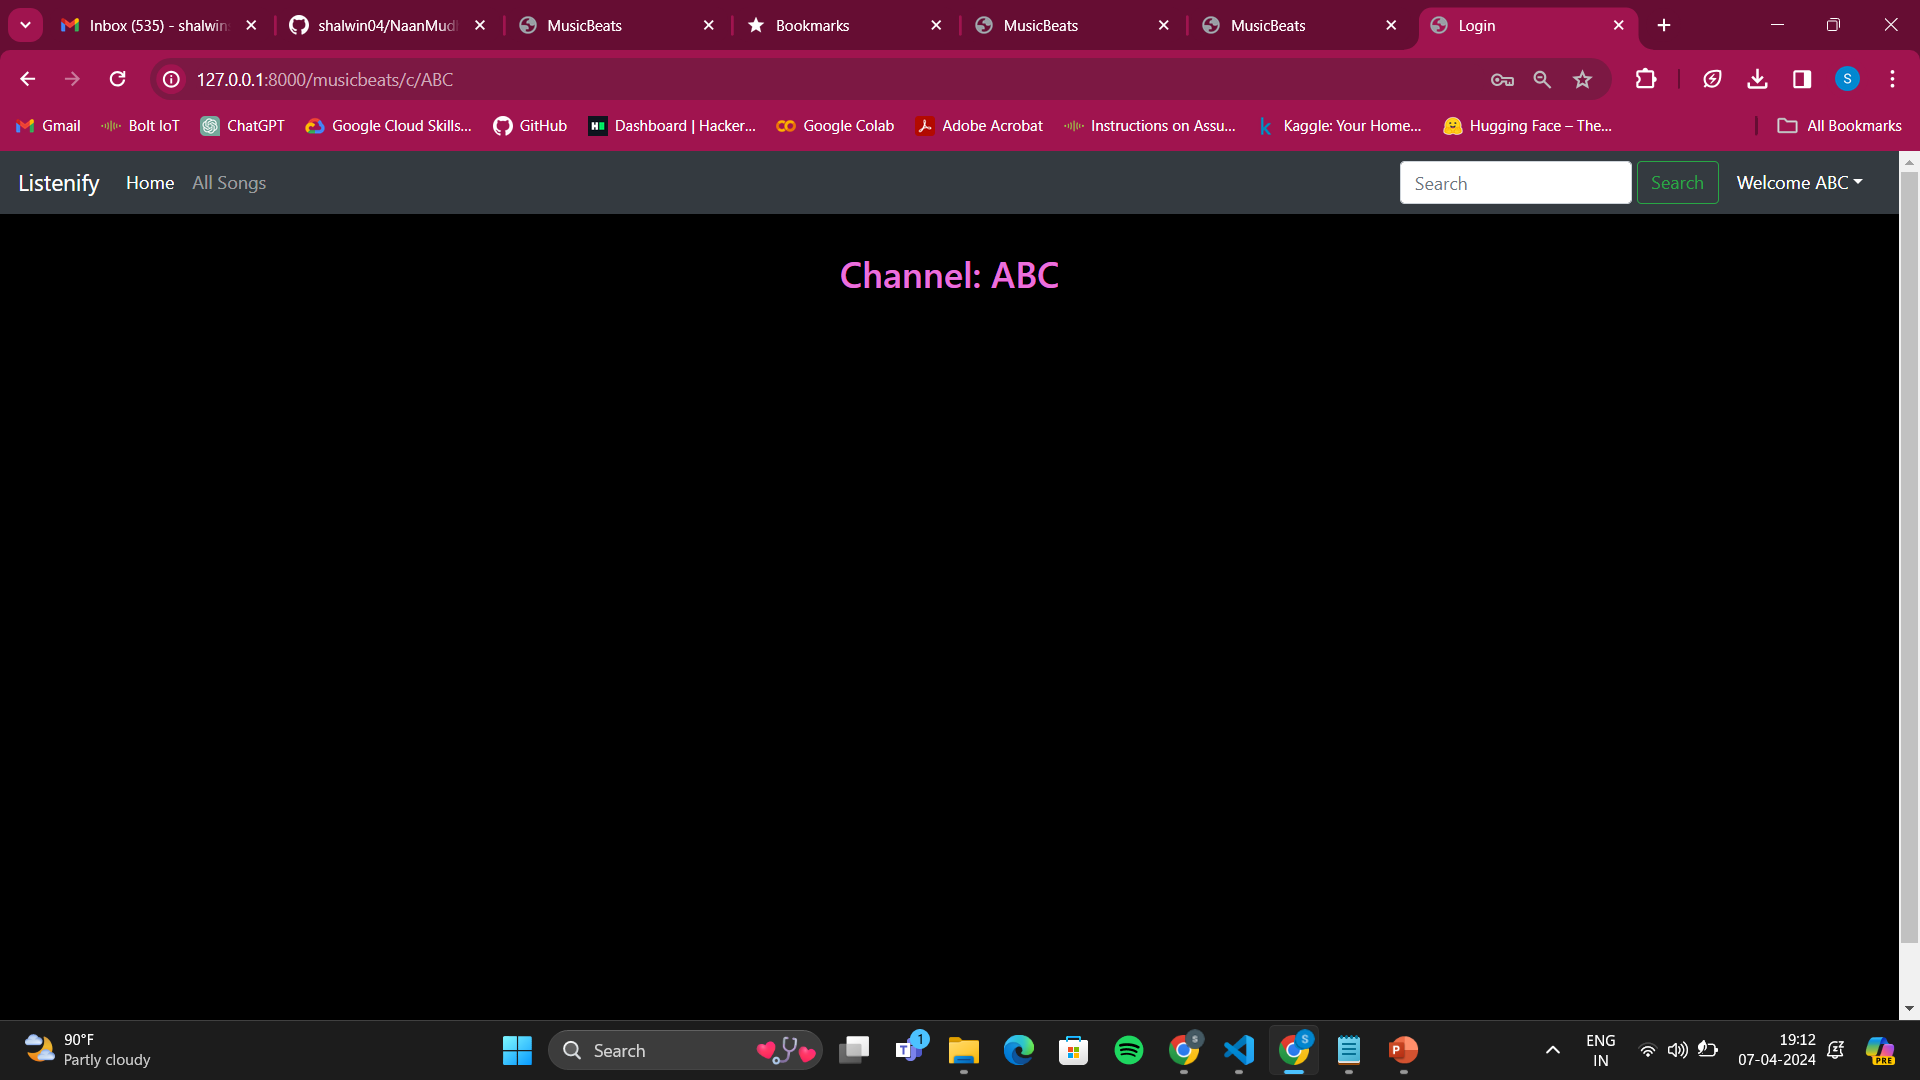 Inbox (535) - shalwin
shalwin04/NaanMud
MusicBeats
Bookmarks
MusicBeats
MusicBeats
Login
127.0.0.1:8000/musicbeats/c/ABC
S
Gmail
Bolt IoT
ChatGPT
Google Cloud Skills...
GitHub
Dashboard | Hacker...
Google Colab
Adobe Acrobat
Instructions on Assu...
Kaggle: Your Home...
Hugging Face – The...
All Bookmarks
Listenify
Home
All Songs
Search
Search
Welcome ABC
Channel: ABC
90°F
Partly cloudy
Search
1
ENG
IN
19:12
07-04-2024
PRE